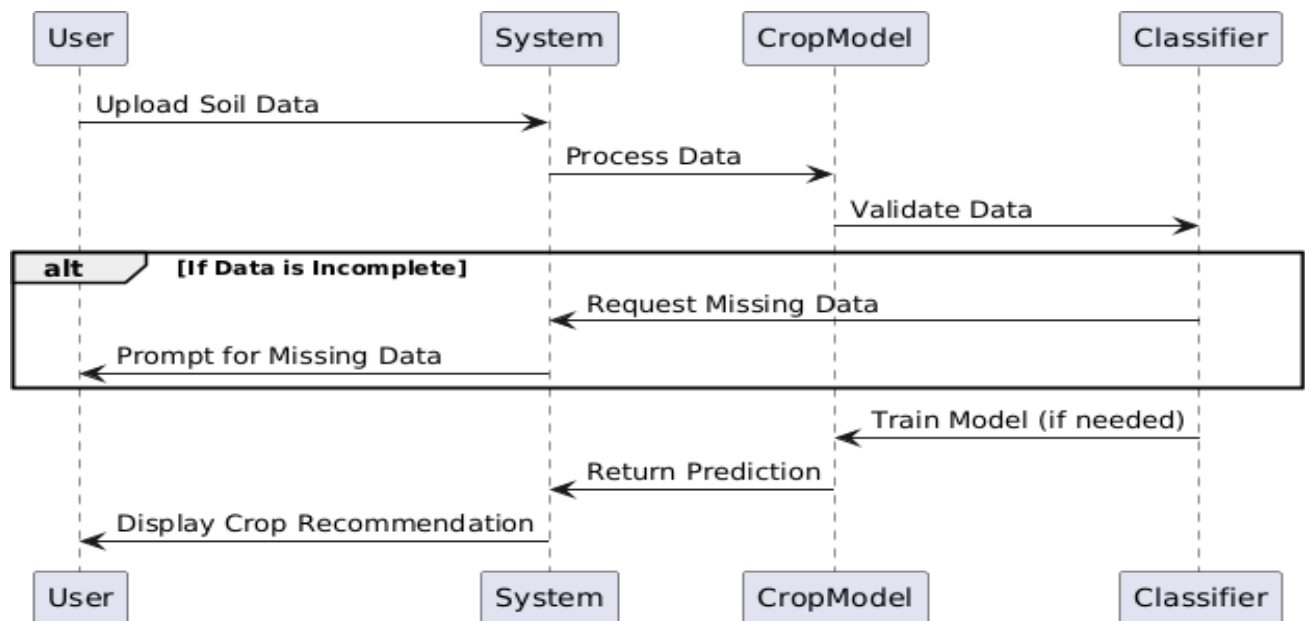 User System CropModel Classifier
Upload Soil Data
Process Data
Validate Data
alt [If Data is Incomplete]
Request Missing Data
Prompt for Missing Data
Train Model (if needed)
Return Prediction
Display Crop Recommendation
User System CropModel Classifier